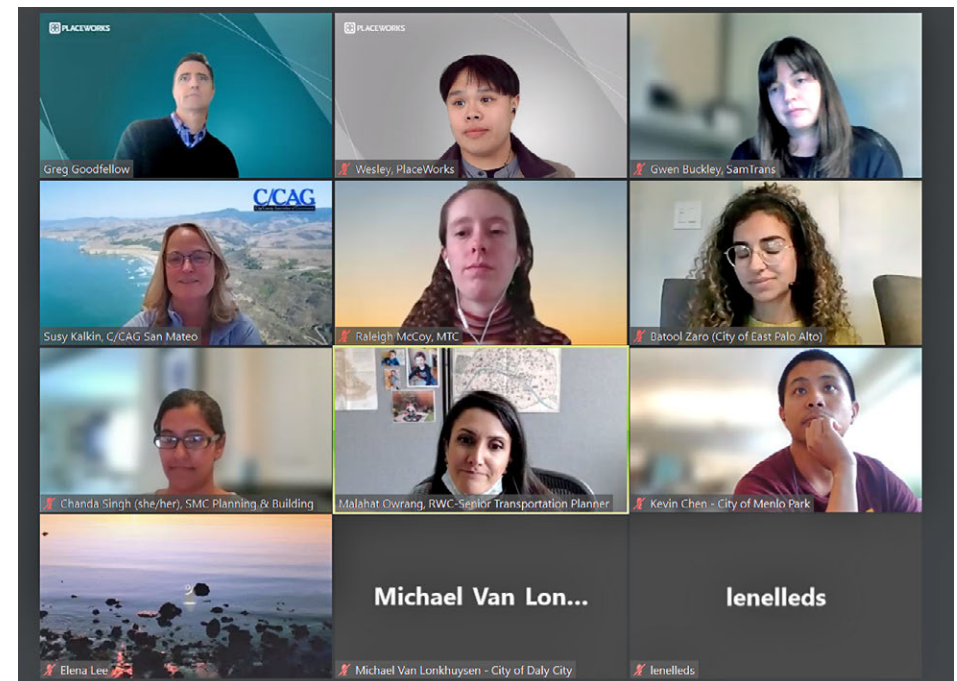 PLACEWORKS
Greg Goodfellow
PLACEWORKS
Wesley, PlaceWorks
Gwen Buckley, SamTrans
C/CAG
Susy Kalkin, C/CAG San Mateo
Raleigh McCoy, MTC
Batool Zaro (City of East Palo Alto)
Chanda Singh (she/her), SMC Planning & Building
Malahat Owrang, RWC-Senior Transportation Planner
Kevin Chen - City of Menlo Park
Elena Lee
Michael Van Lon...
Michael Van Lonkhuysen - City of Daly City
lenelleds
lenelleds